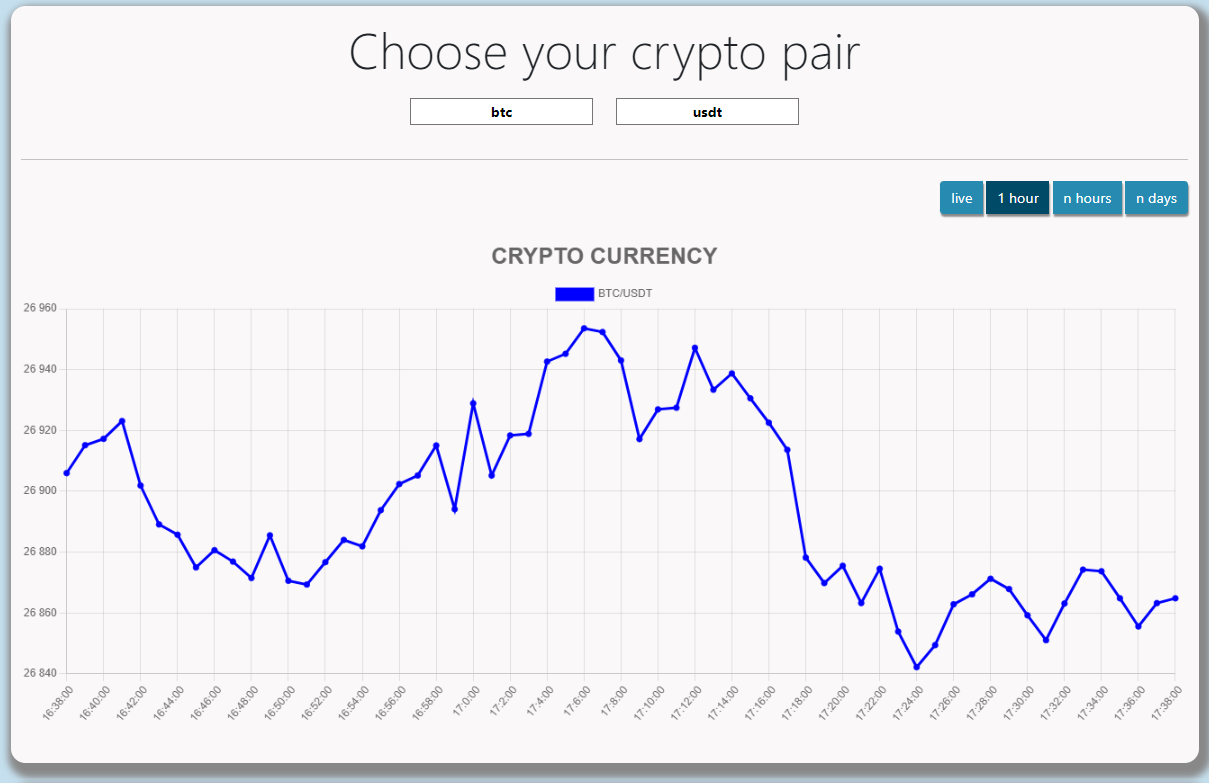 Choose your crypto pair
btc usdt
live 1 hour n hours n days
CRYPTO CURRENCY
BTC/USDT
26 960
26 940
26 920
26 900
26 880
26 860
26 840
16:38:00 16:40:00 16:42:00 16:44:00 16:46:00 16:48:00 16:50:00 16:52:00 16:54:00 16:56:00 16:58:00 17:0:00 17:2:00 17:4:00 17:6:00 17:8:00 17:10:00 17:12:00 17:14:00 17:16:00 17:18:00 17:20:00 17:22:00 17:24:00 17:26:00 17:28:00 17:30:00 17:32:00 17:34:00 17:36:00 17:38:00